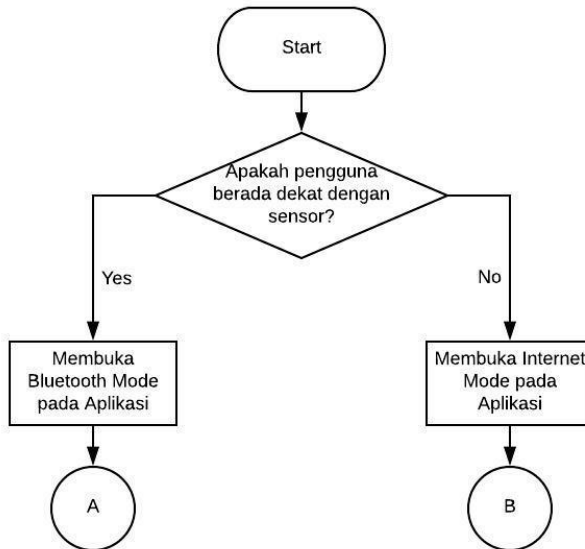 Start
Apakah pengguna
berada dekat dengan
sensor?
Yes
No
Membuka
Bluetooth Mode
pada Aplikasi
Membuka Internet
Mode pada
Aplikasi
A
B